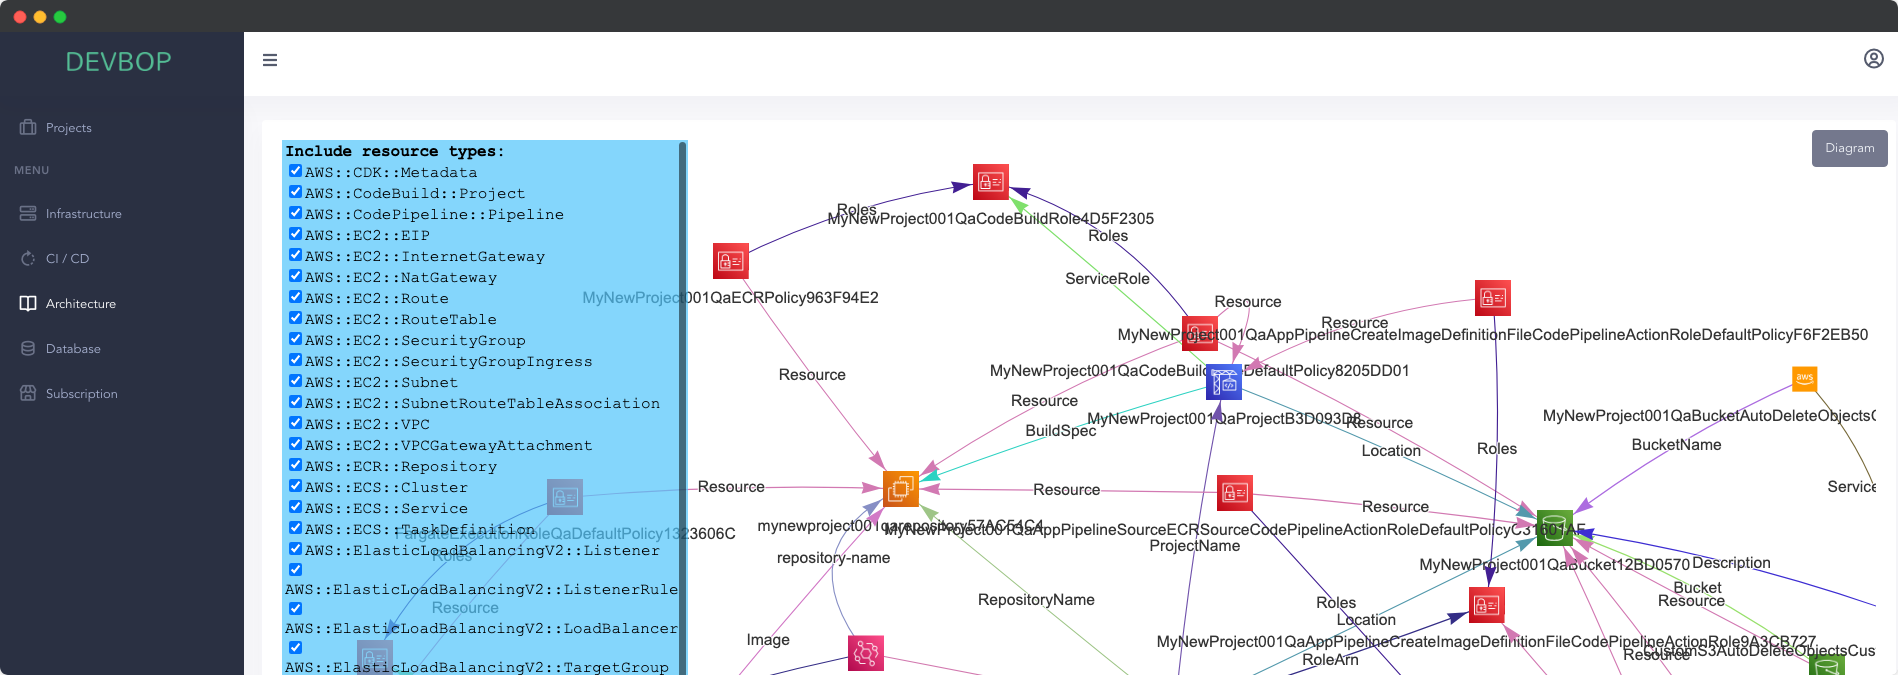 DEVBOP
Projects
MENU
Infrastructure
CI / CD
Architecture
Database
Subscription
Diagram
Include resource types:
AWS::CDK::Metadata
AWS::CodeBuild::Project
AWS::CodePipeline::Pipeline
AWS::EC2::EIP
AWS::EC2::InternetGateway
AWS::EC2::NatGateway
AWS::EC2::Route
AWS::EC2::RouteTable
AWS::EC2::SecurityGroup
AWS::EC2::SecurityGroupIngress
AWS::EC2::Subnet
AWS::EC2::SubnetRouteTableAssociation
AWS::EC2::VPC
AWS::EC2::VPCGatewayAttachment
AWS::ECR::Repository
AWS::ECS::Cluster
AWS::ECS::Service
AWS::ECS::TaskDefinition
AWS::ElasticLoadBalancingV2::Listener
AWS::ElasticLoadBalancingV2::ListenerRule
AWS::ElasticLoadBalancingV2::LoadBalancer
AWS::ElasticLoadBalancingV2::TargetGroup
Roles
MyNewProject001QaCodeBuildRole4D5F2305
Roles
ServiceRole
MyNewProject001QaECRPolicy963F94E2
Resource
Resource
MyNewProject001QaAppPipelineCreateImageDefinitionFileCodePipelineActionRoleDefaultPolicyF6F2EB50
Resource
Resource
aws
Resource
MyNewProject001QaProjectB3D093D8
Resource
MyNewProject001QaBucketAutoDeleteObjectsC
BuildSpec
BucketName
Location
Roles
Resource
Resource
Service
Resource
FargateExecutionRoleQaDefaultPolicy1323606C
ProjectName
Roles
repository-name
MyNewProject001QaBucket12BD0570
Description
Bucket
Resource
Resource
RepositoryName
Roles
Location
Image
MyNewProject001QaAppPipelineCreateImageDefinitionFileCodePipelineActionRole9A3CB727
CustomS3AutoDeleteObjectsCus
Resource
RoleArn